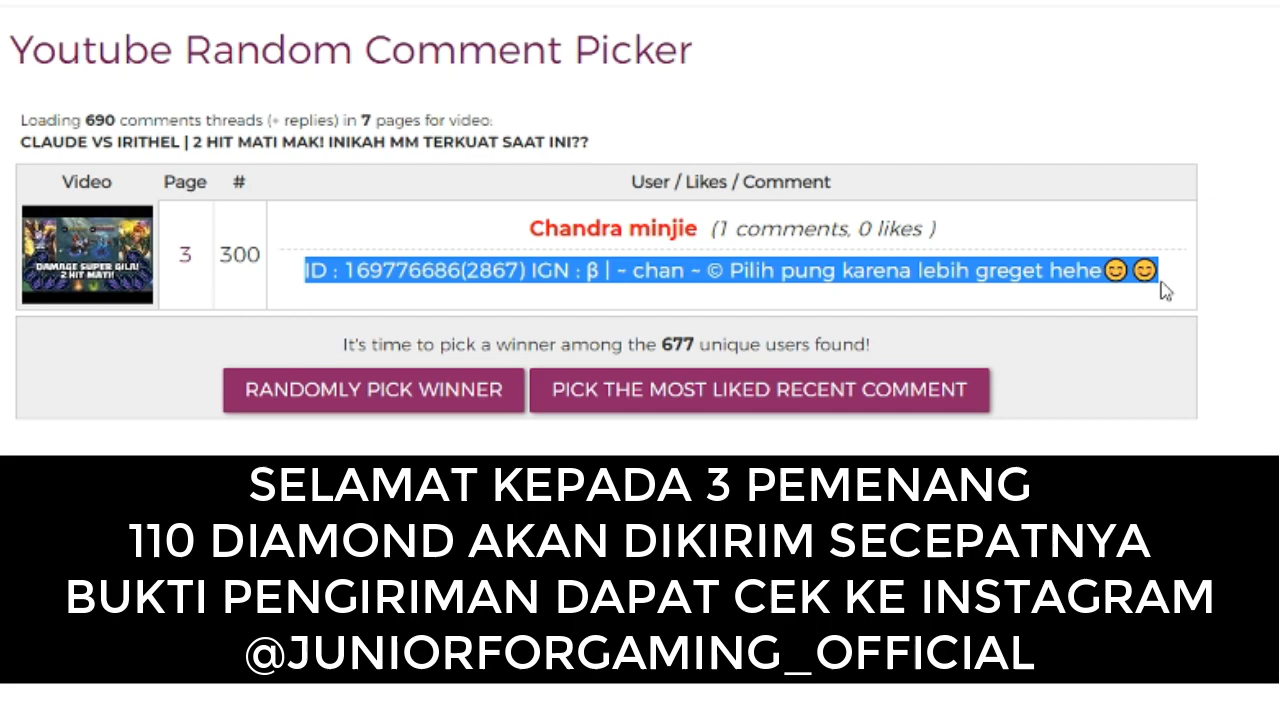 Youtube Random Comment Picker
Loading 690 comments threads (+ replies) in 7 pages for video:
CLAUDE VS IRITHEL | 2 HIT MATI MAK! INIKAH MM TERKUAT SAAT INI??
Video Page # User / Likes / Comment
DAMAGE SUPER GILA!
2 HIT MATI!
3 300
Chandra minjie (1 comments, 0 likes )
ID : 169776686(2867) IGN : β | ~ chan ~ © Pilih pung karena lebih greget hehe😊😊
It's time to pick a winner among the 677 unique users found!
RANDOMLY PICK WINNER PICK THE MOST LIKED RECENT COMMENT
SELAMAT KEPADA 3 PEMENANG
110 DIAMOND AKAN DIKIRIM SECEPATNYA
BUKTI PENGIRIMAN DAPAT CEK KE INSTAGRAM
@JUNIORFORGAMING_OFFICIAL